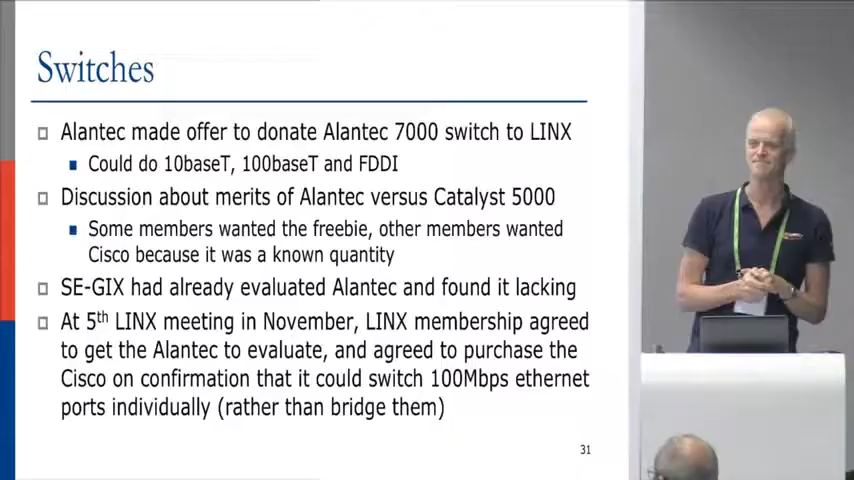 Switches
Alantec made offer to donate Alantec 7000 switch to LINX
Could do 10baseT, 100baseT and FDDI
Discussion about merits of Alantec versus Catalyst 5000
Some members wanted the freebie, other members wanted
Cisco because it was a known quantity
SE-GIX had already evaluated Alantec and found it lacking
At 5th LINX meeting in November, LINX membership agreed
to get the Alantec to evaluate, and agreed to purchase the
Cisco on confirmation that it could switch 100Mbps ethernet
ports individually (rather than bridge them)
31